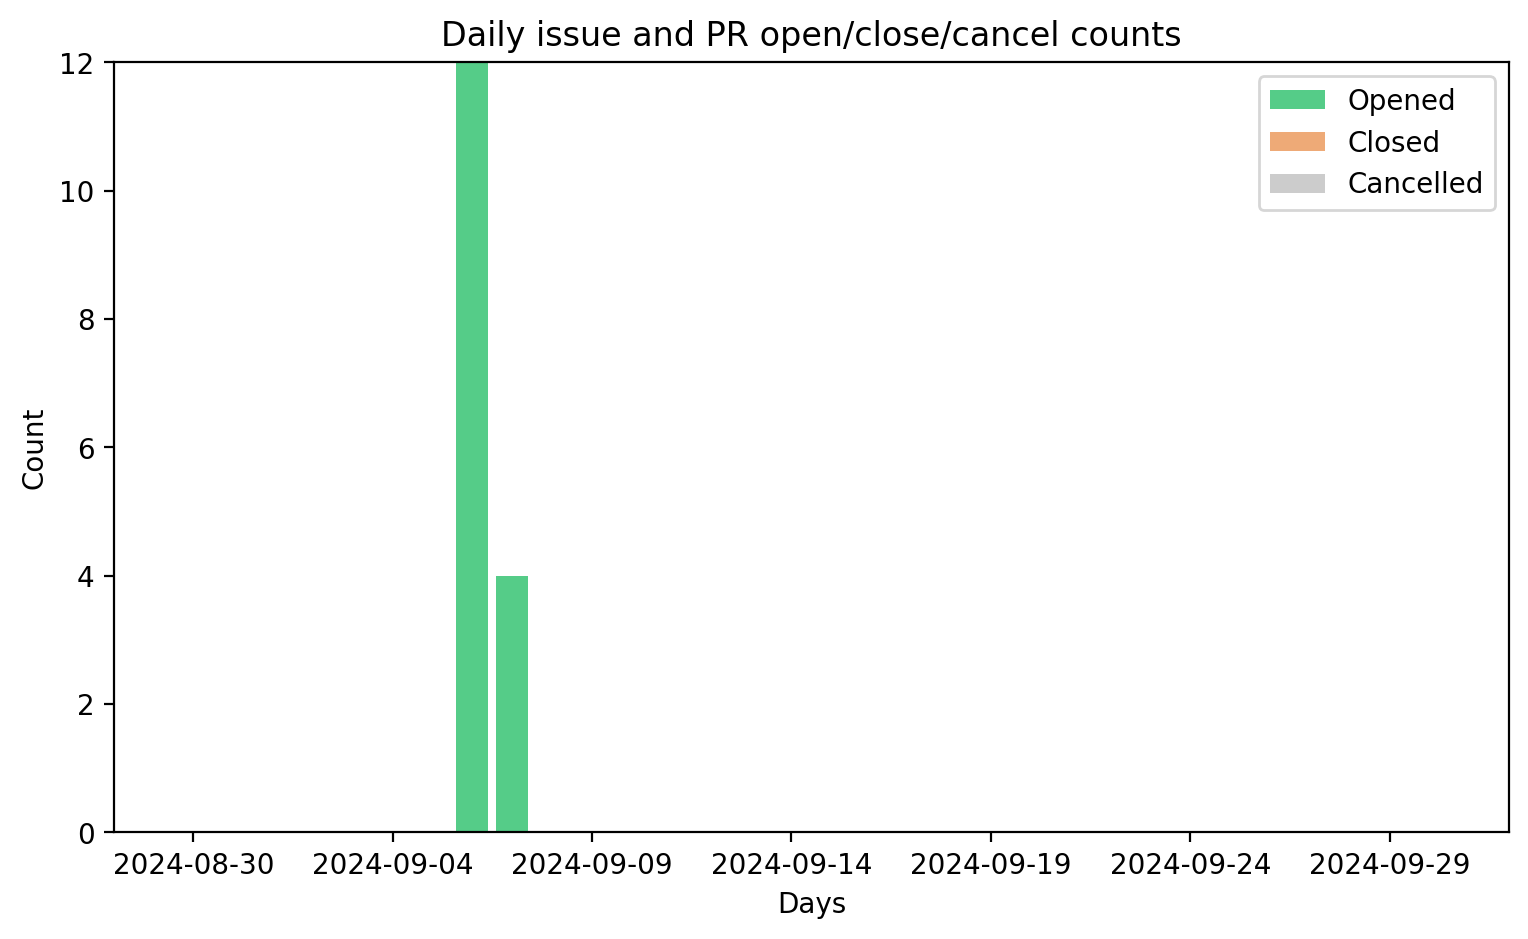 Daily issue and PR open/close/cancel counts
12
10
8
6
4
2
0
Count
Opened
Closed
Cancelled
2024-08-30 2024-09-04 2024-09-09 2024-09-14 2024-09-19 2024-09-24 2024-09-29
Days